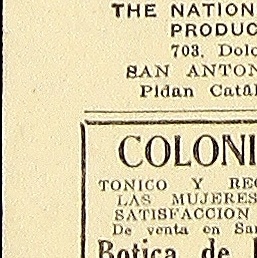 THE NATION
PRODUC
703, Dolo
SAN ANTON
Pidan Catál
COLONI
TONICO Y RE
LAS MUJERES
SATISFACCION
De venta en Sa
Botica de